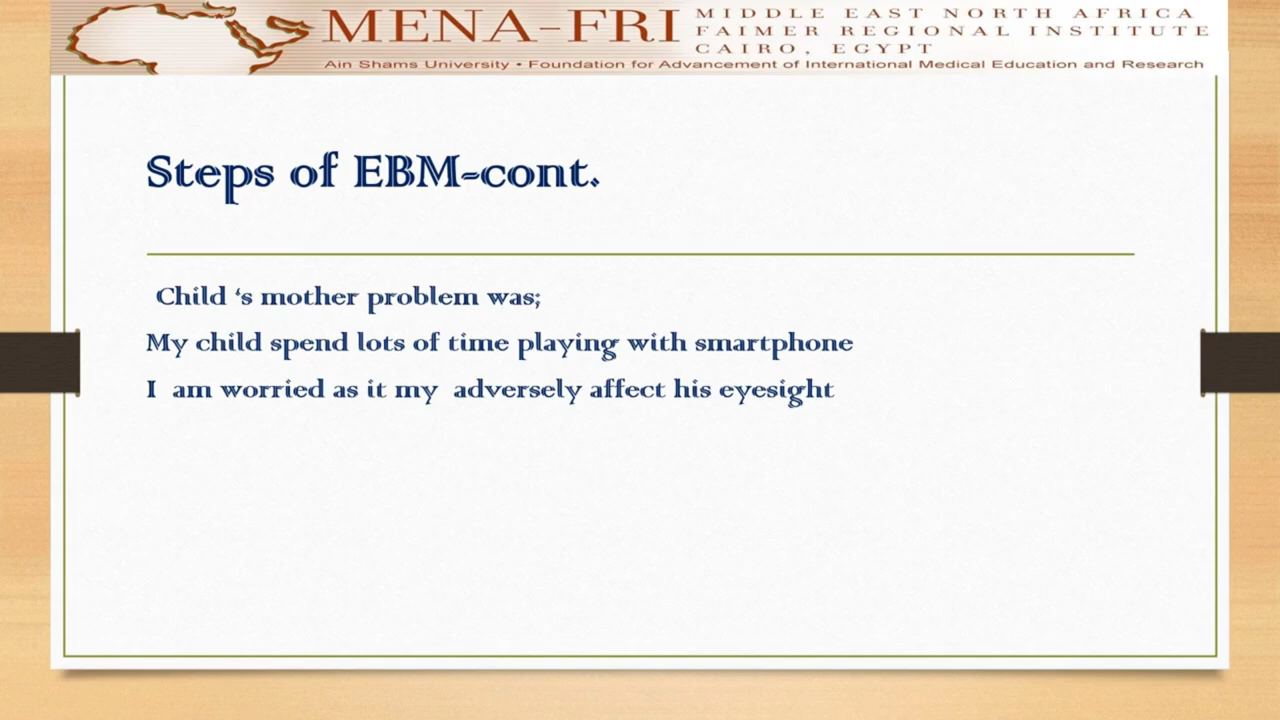 MENA-FRI
MIDDLE EAST NORTH AFRICA
FAIMER REGIONAL INSTITUTE
CAIRO, EGYPT
Ain Shams University • Foundation for Advancement of International Medical Education and Research
Steps of EBM-cont.
Child ‘s mother problem was;
My child spend lots of time playing with smartphone
I am worried as it my adversely affect his eyesight